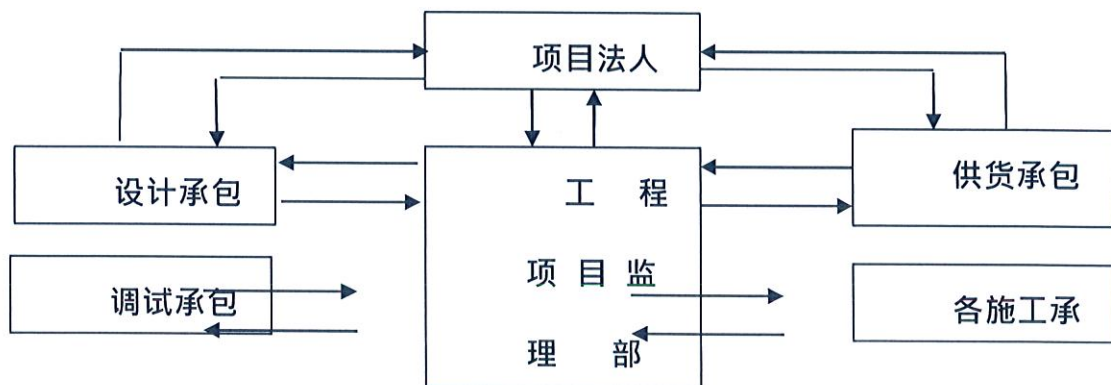 项目法人
设计承包
工 程
项 目 监
理 部
供货承包
调试承包
各施工承